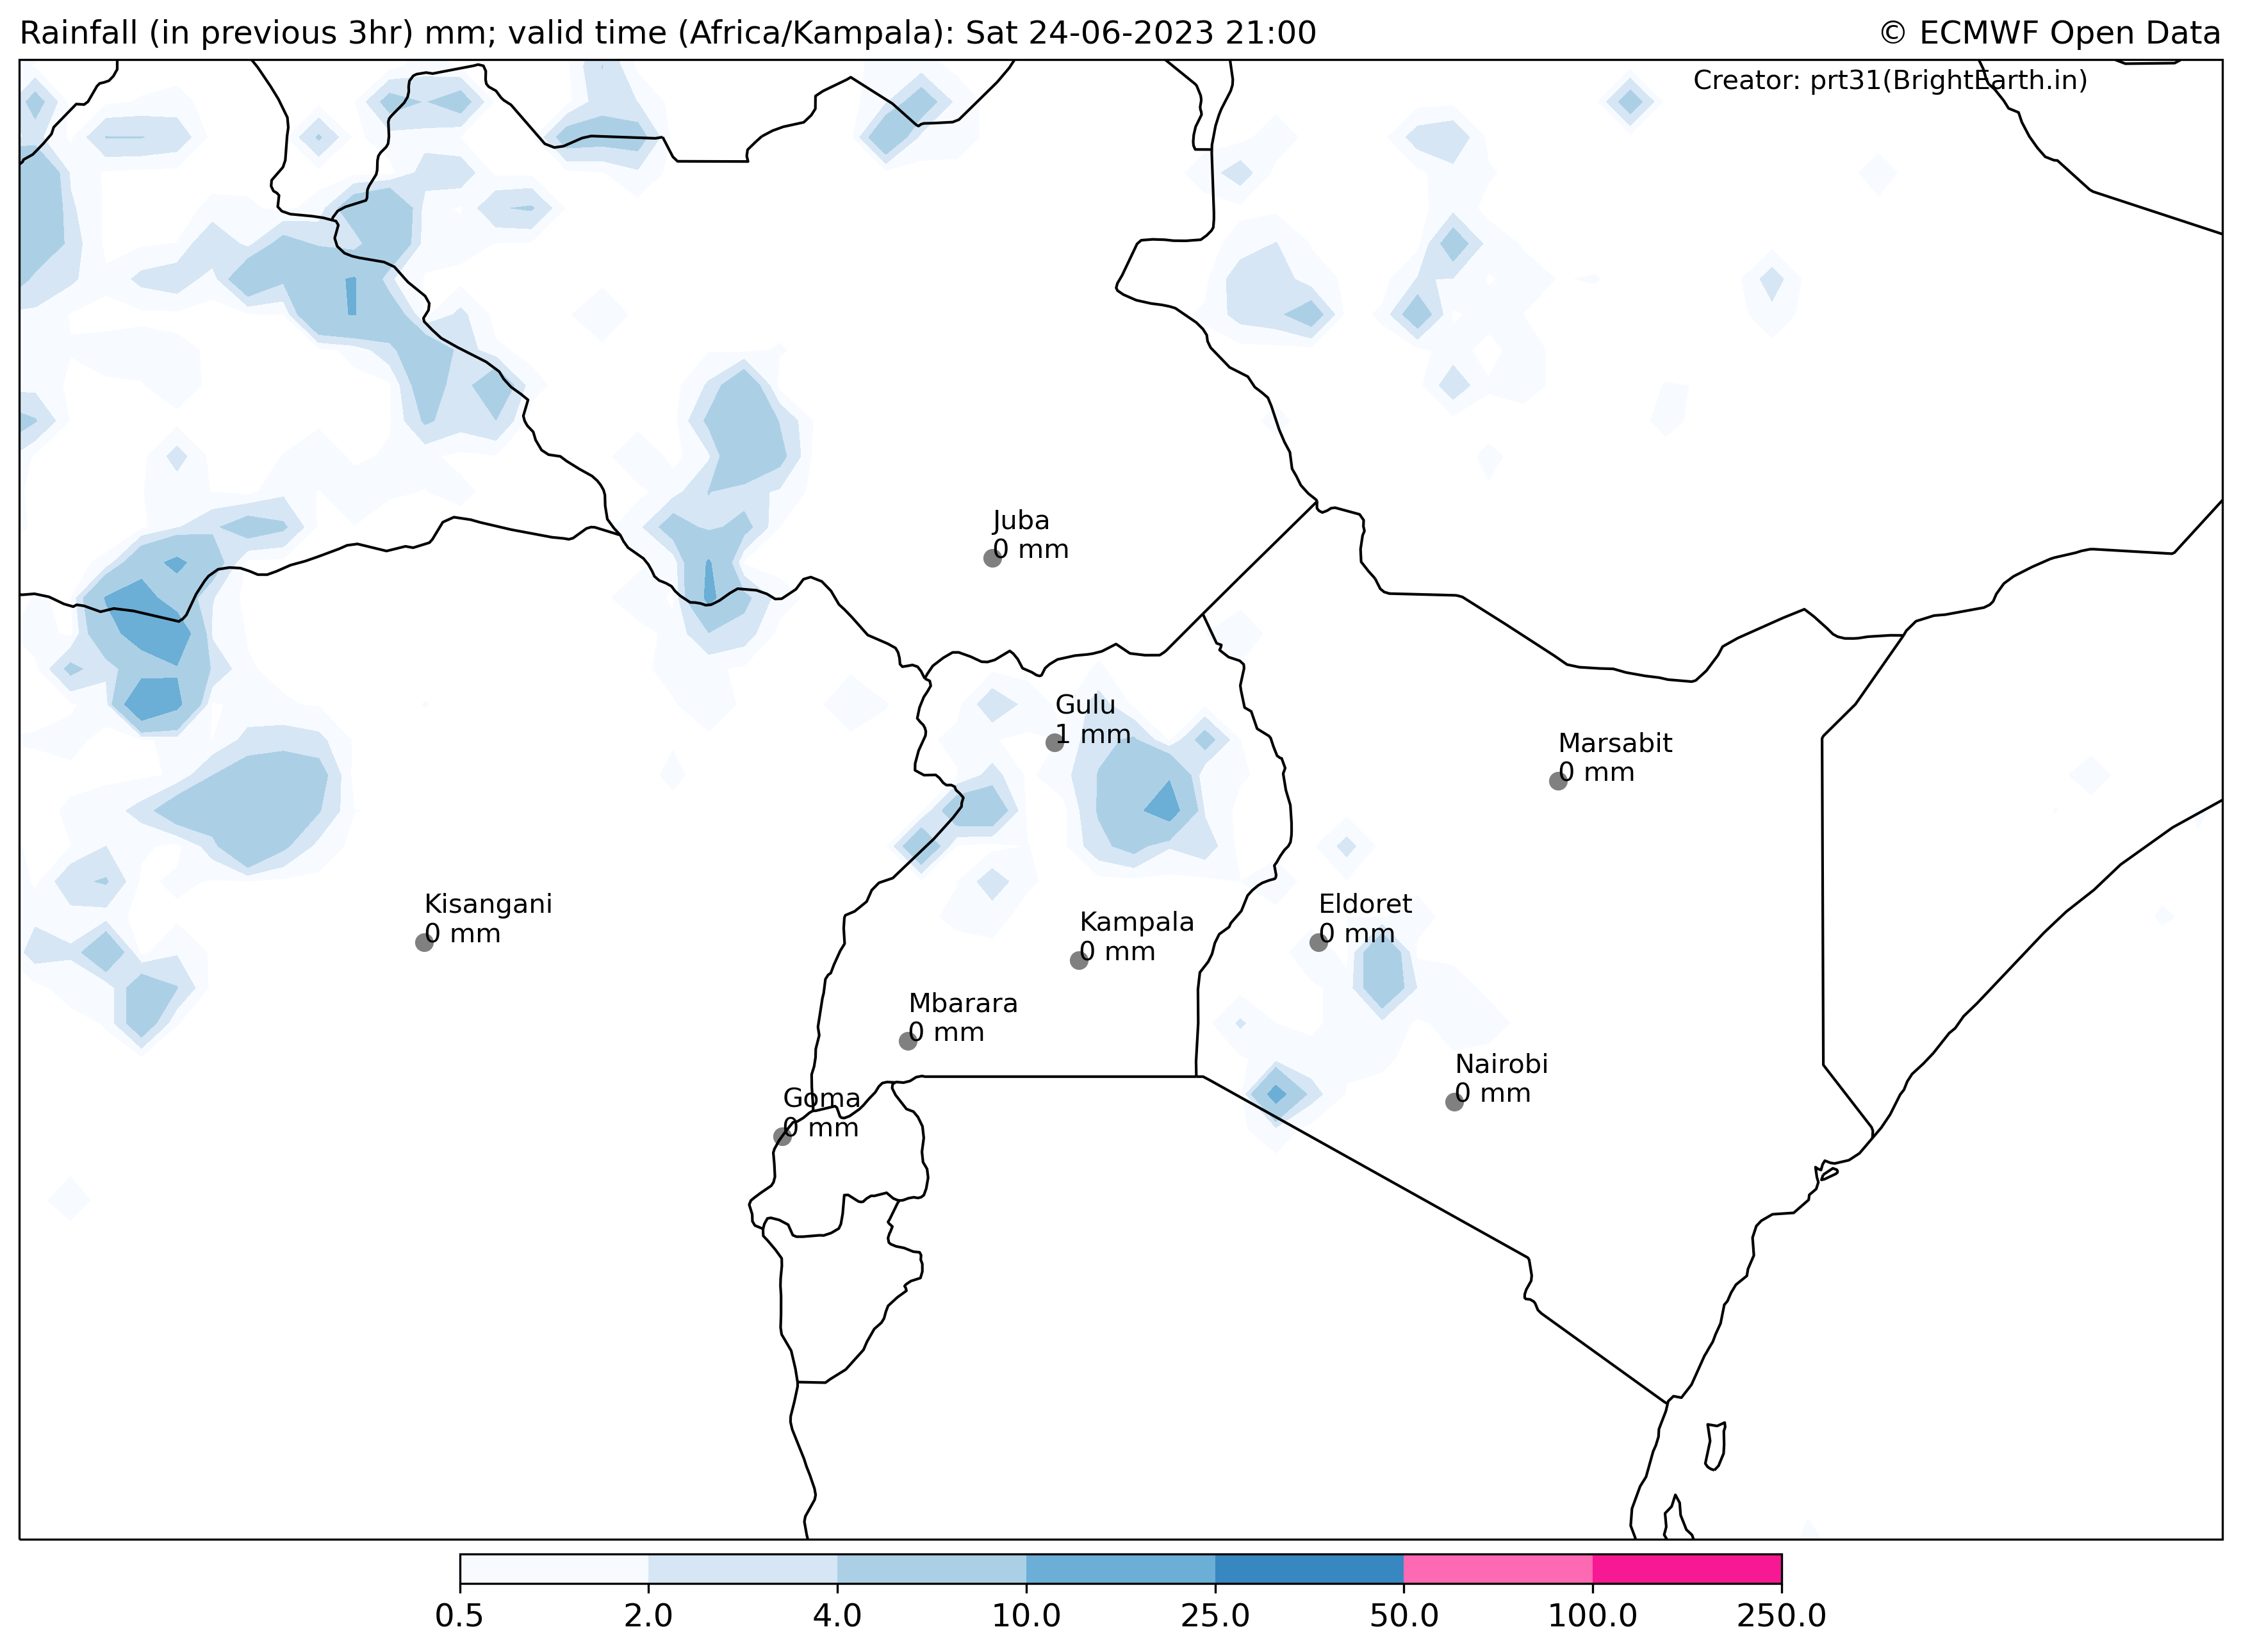 Rainfall (in previous 3hr) mm; valid time (Africa/Kampala): Sat 24-06-2023 21:00
© ECMWF Open Data
Creator: prt31(BrightEarth.in)
Juba
0 mm
Gulu
1 mm
Marsabit
0 mm
Kisangani
0 mm
Kampala
0 mm
Eldoret
0 mm
Mbarara
0 mm
Nairobi
0 mm
Goma
0 mm
0.5 2.0 4.0 10.0 25.0 50.0 100.0 250.0